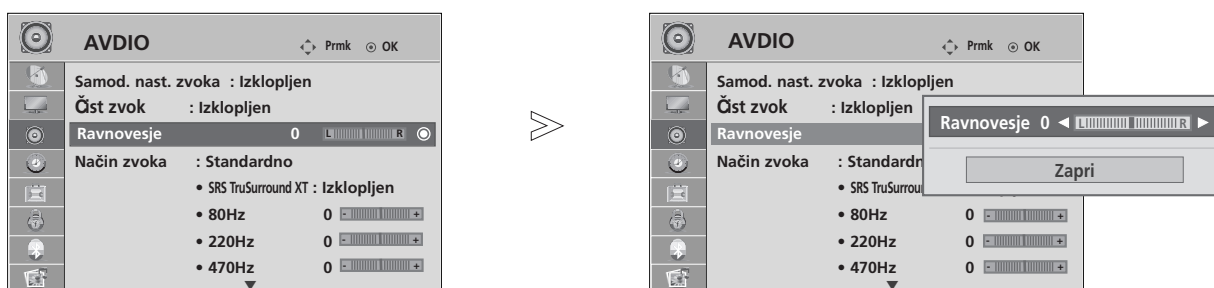 AVDIO Prmk OK
Samod. nast. zvoka : Izklopljen
Čist zvok : Izklopljen
Ravnovesje 0 L R
Način zvoka : Standardno
• SRS TruSurround XT : Izklopljen
• 80Hz 0 - +
• 220Hz 0 - +
• 470Hz 0 - +
AVDIO Prmk OK
Samod. nast. zvoka : Izklopljen
Čist zvok : Izklopljen
Ravnovesje
Način zvoka : Standardn
• SRS TruSurrou
• 80Hz 0 - +
• 220Hz 0 - +
• 470Hz 0 - +
Ravnovesje 0 L R
Zapri